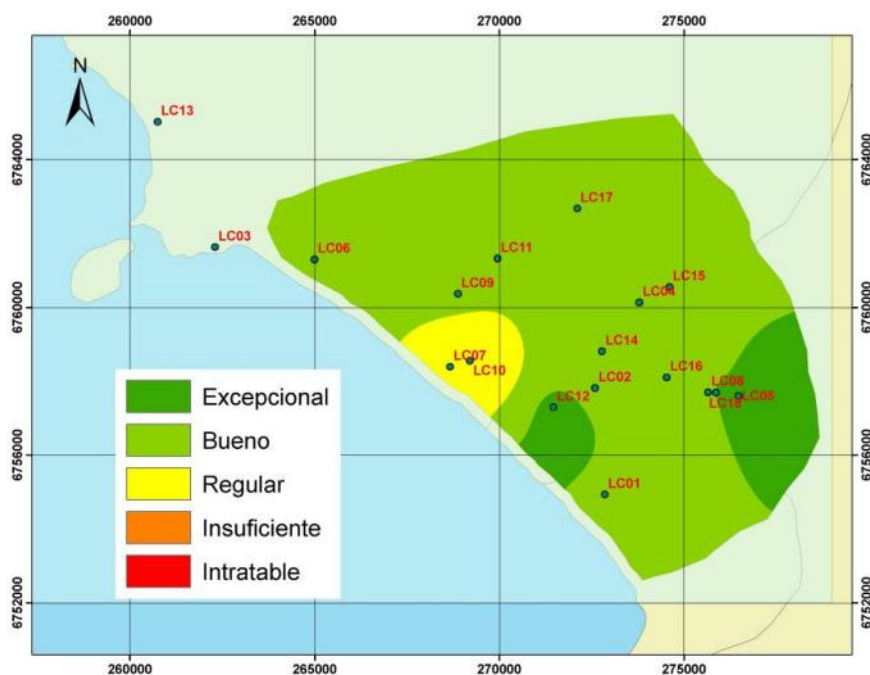 260000 265000 270000 275000
N
LC13
6764000 6764000
LC17
LC03
LC11
LC06
LC15
LC09
LC04
6760000 6760000
LC14
LC07
LC10
LC16
LC02
LC08
LC12 LC18 LC05
Excepcional
Bueno
6756000 6756000
Regular
LC01
Insuficiente
Intratable
6752000 6752000
260000 265000 270000 275000